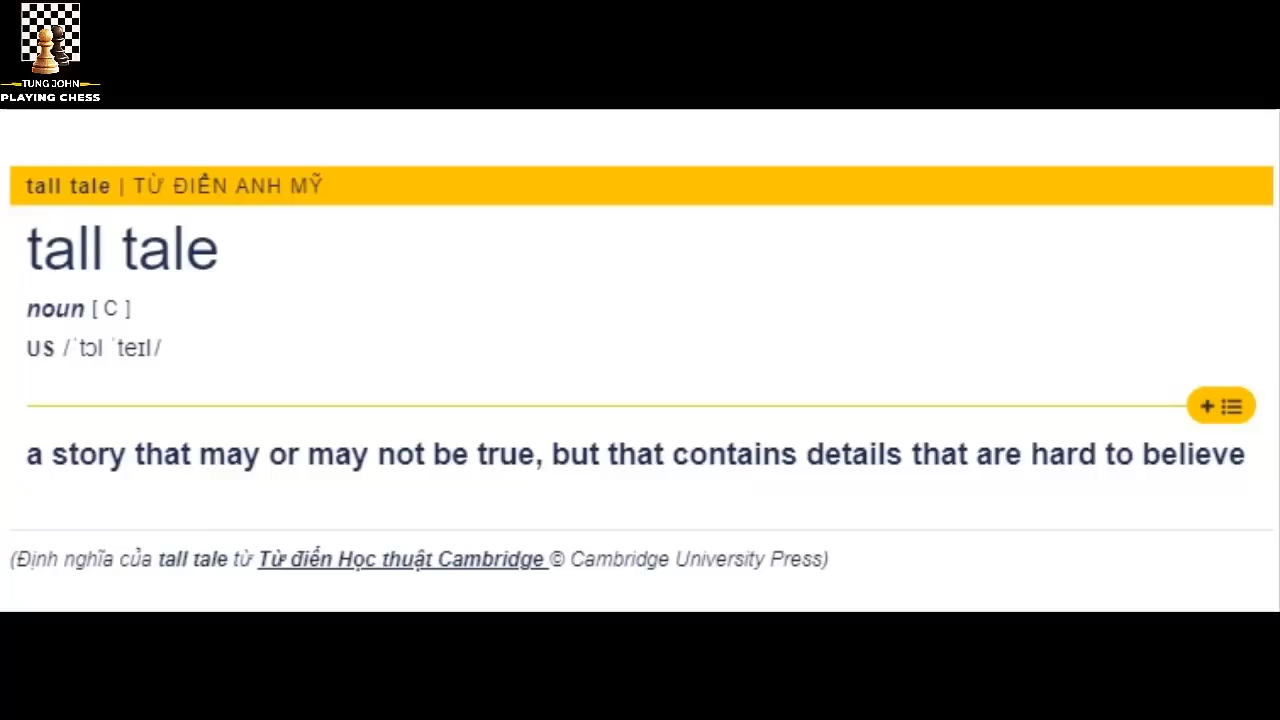 TUNG JOHN
PLAYING CHESS
tall tale | TỪ ĐIỂN ANH MỸ
tall tale
noun [ C ]
US /ˈtɔl ˈteɪl/
a story that may or may not be true, but that contains details that are hard to believe
(Định nghĩa của tall tale từ Từ điển Học thuật Cambridge © Cambridge University Press)